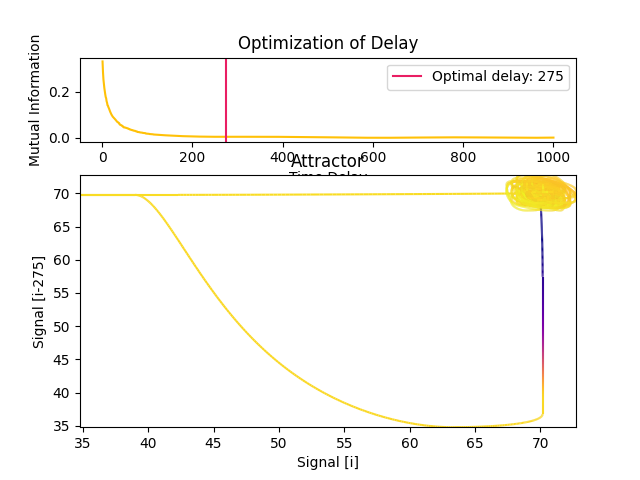 Optimization of Delay
Mutual Information
0.2
0.0
Optimal delay: 275
0 200 400 600 800 1000
Time Delay
Attractor
Signal [i-275]
70
65
60
55
50
45
40
35
35 40 45 50 55 60 65 70
Signal [i]